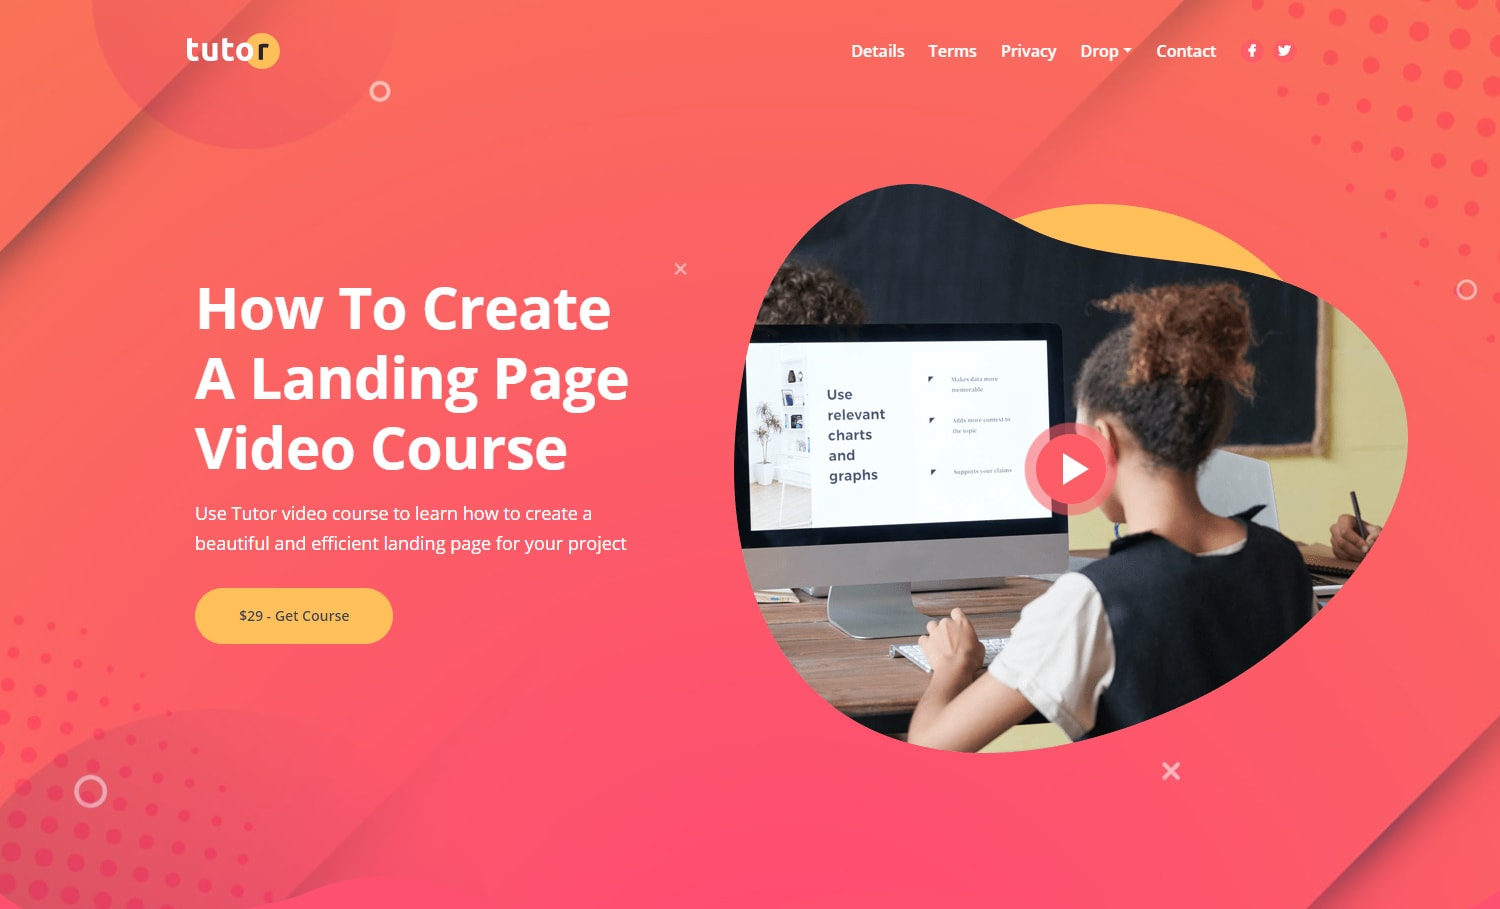 tutor
Details Terms Privacy Drop Contact
How To Create
A Landing Page
Video Course
Use Tutor video course to learn how to create a
beautiful and efficient landing page for your project
$29 - Get Course
Use
relevant
charts
and
graphs
Makes data more
memorable
Adds more context to
the topic
Supports your claims